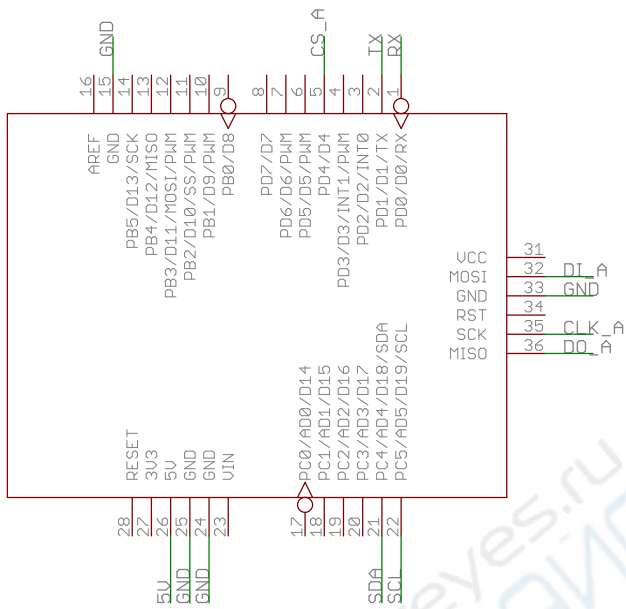 GND
CS_A
TX
RX
16
15
14
13
12
11
10
9
8
7
6
5
4
3
2
1
AREF
GND
PB5/D13/SCK
PB4/D12/MISO
PB3/D11/MOSI/PWM
PB2/D10/SS/PWM
PB1/D9/PWM
PB0/D8
PD7/D7
PD6/D6/PWM
PD5/D5/PWM
PD4/D4
PD3/D3/INT1/PWM
PD2/D2/INT0
PD1/D1/TX
PD0/D0/RX
VCC 31
MOSI 32 DI_A
GND 33 GND
RST 34
SCK 35 CLK_A
MISO 36 DO_A
RESET
3V3
5V
GND
GND
VIN
PC0/AD0/D14
PC1/AD1/D15
PC2/AD2/D16
PC3/AD3/D17
PC4/AD4/D18/SDA
PC5/AD5/D19/SCL
28
27
26
25
24
23
17
18
19
20
21
22
5V
GND
GND
SDA
SCL
eyes.ru